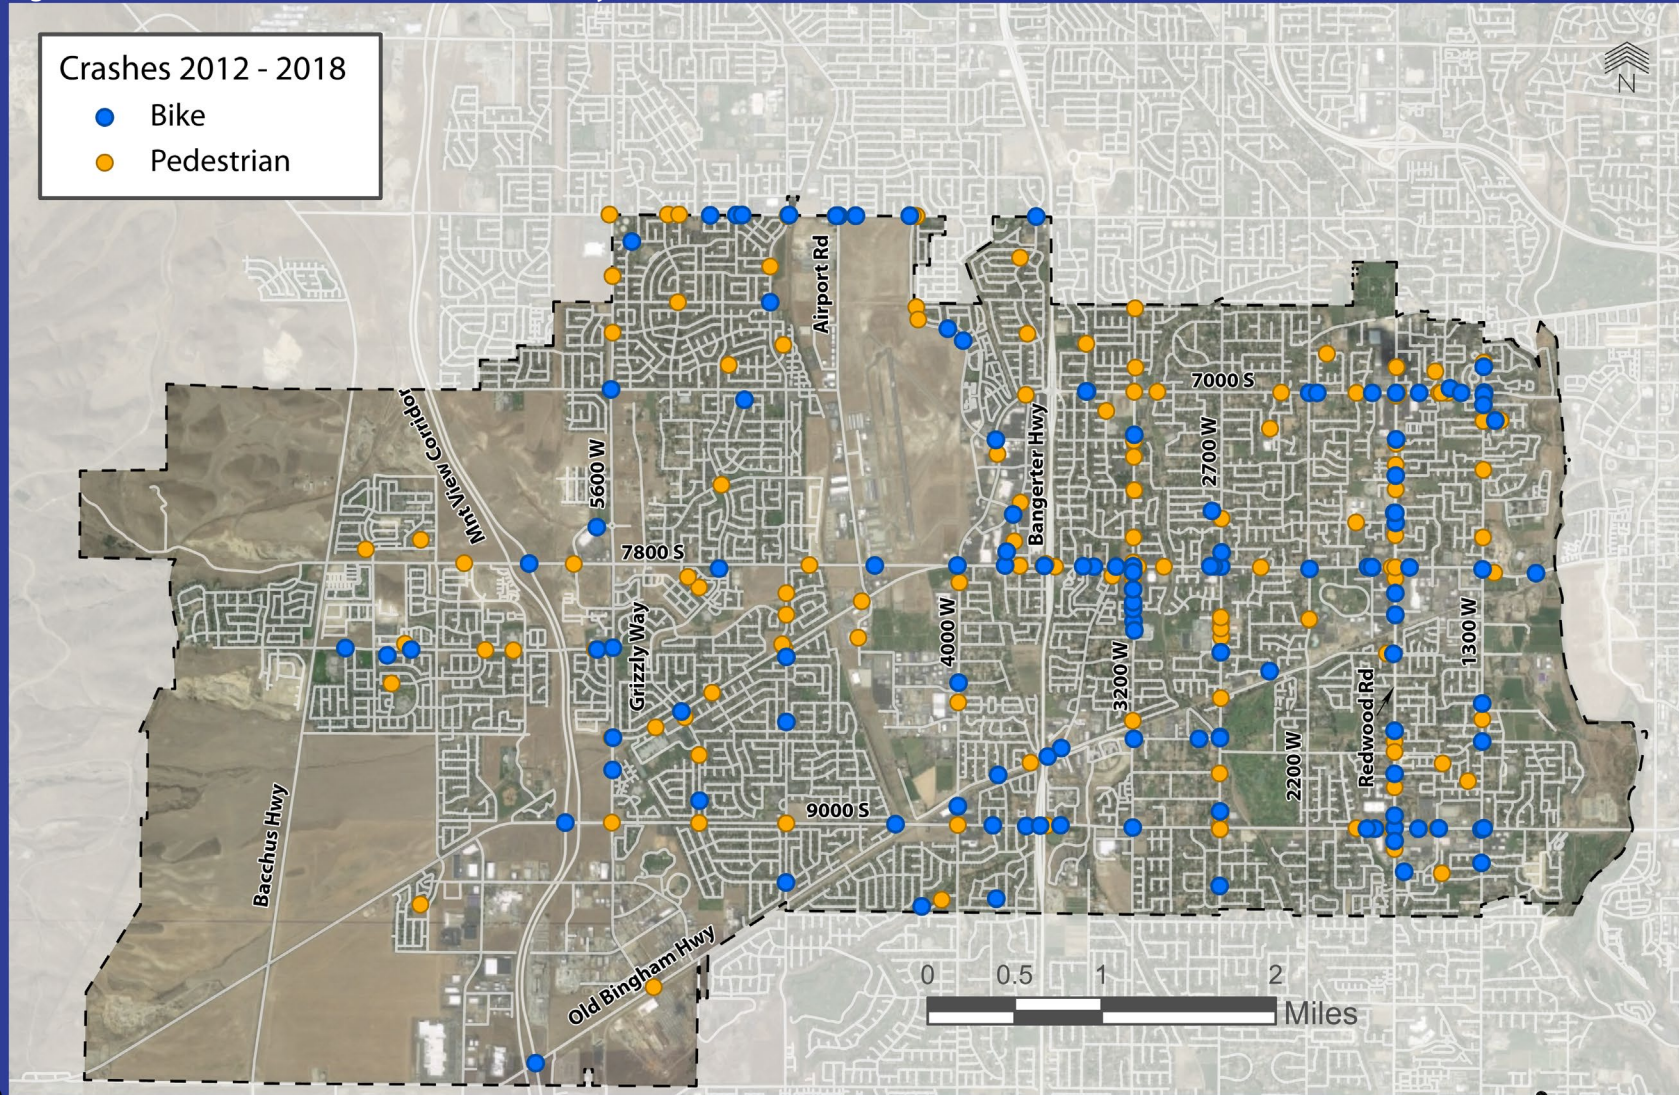 Crashes 2012 - 2018
Bike
Pedestrian
N
Airport Rd
7000 S
Mnt View Corridor
5600 W
Bangerter Hwy
2700 W
7800 S
Grizzly Way
4000 W
3200 W
1300 W
Redwood Rd
2200 W
9000 S
Bacchus Hwy
Old Bingham Hwy
0 0.5 1 2
Miles